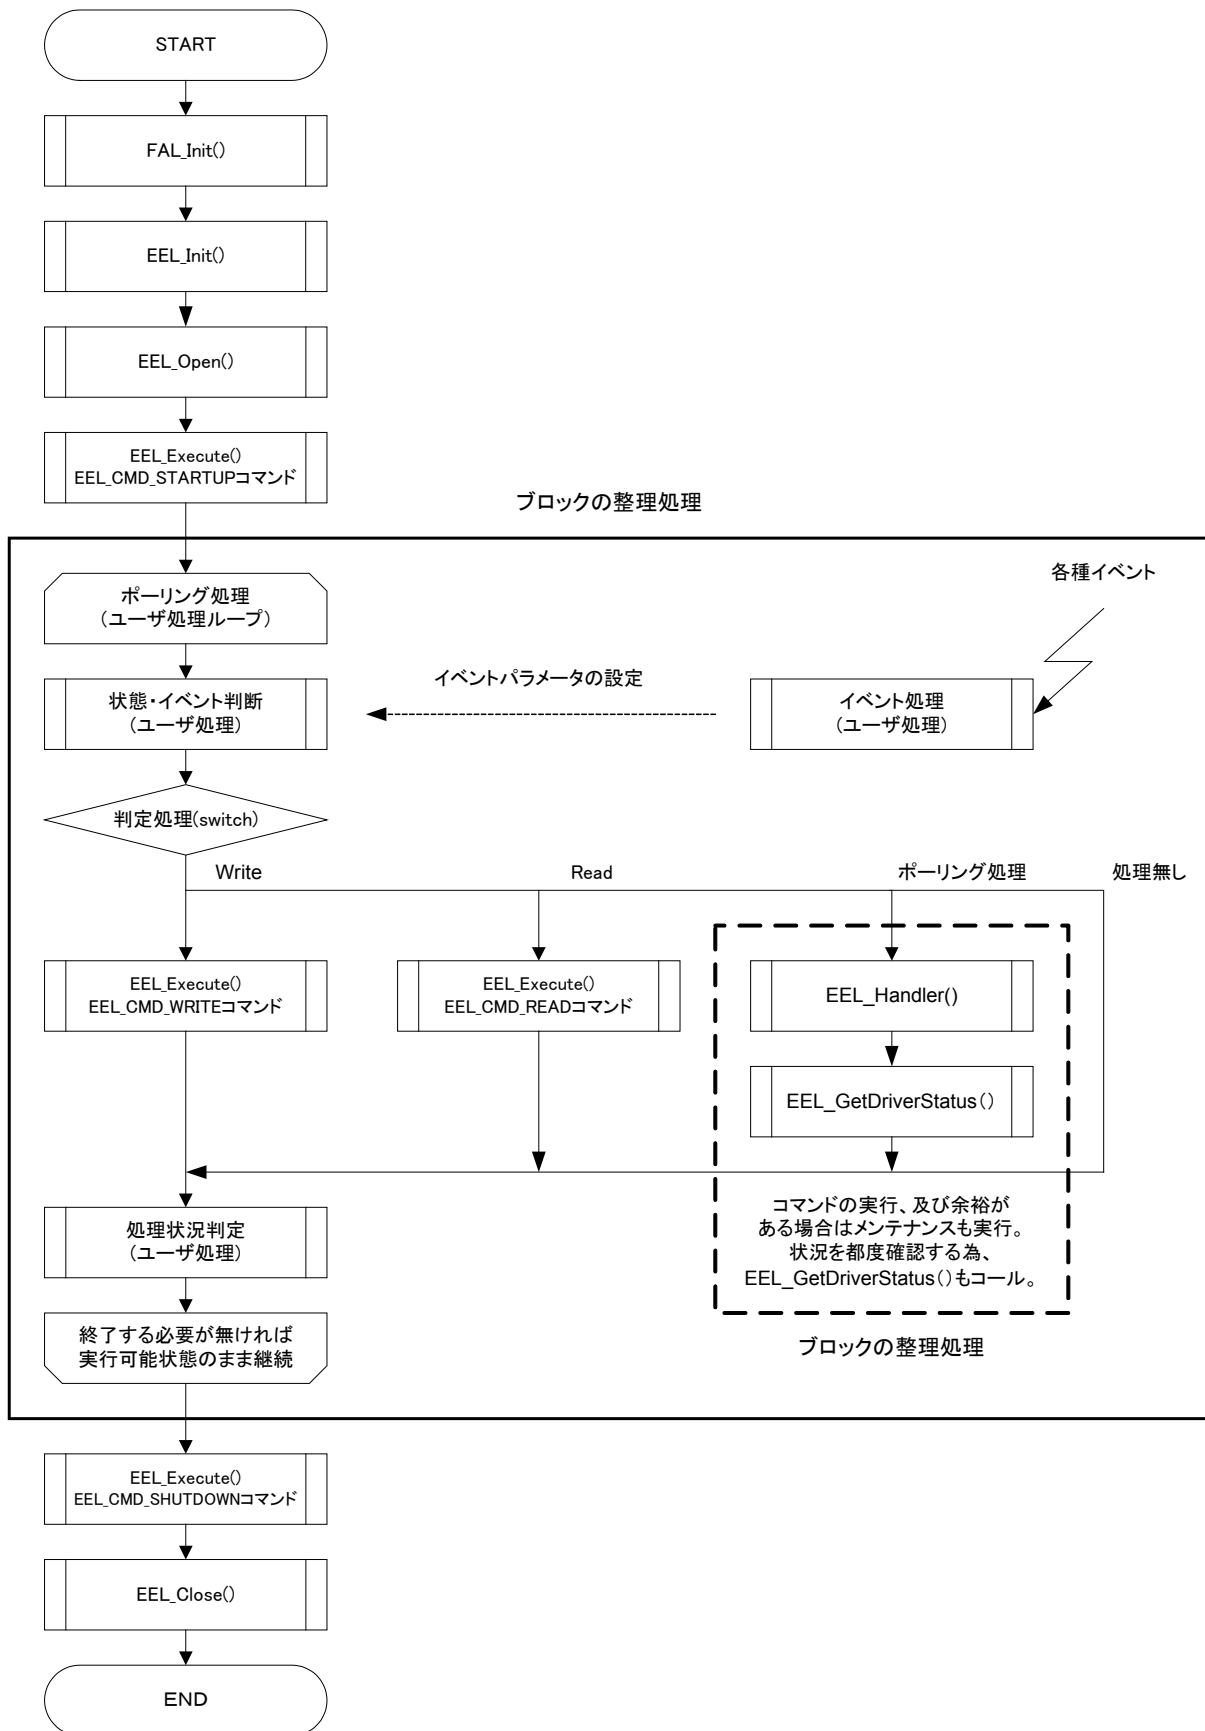 START
FAL_Init()
EEL_Init()
EEL_Open()
EEL_Execute()
EEL_CMD_STARTUPコマンド
ブロックの整理処理
各種イベント
ポーリング処理
(ユーザ処理ループ)
イベントパラメータの設定
状態・イベント判断
(ユーザ処理)
イベント処理
(ユーザ処理)
判定処理(switch)
Write
Read
ポーリング処理
処理無し
EEL_Execute()
EEL_CMD_WRITEコマンド
EEL_Execute()
EEL_CMD_READコマンド
EEL_Handler()
EEL_GetDriverStatus()
処理状況判定
(ユーザ処理)
コマンドの実行、及び余裕が
ある場合はメンテナンスも実行。
状況を都度確認する為、
EEL_GetDriverStatus()もコール。
終了する必要が無ければ
実行可能状態のまま継続
ブロックの整理処理
EEL_Execute()
EEL_CMD_SHUTDOWNコマンド
EEL_Close()
END